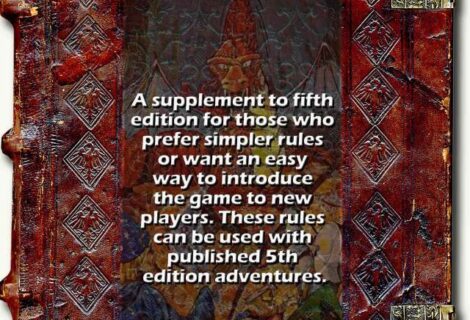 A supplement to fifth
edition for those who
prefer simpler rules
or want an easy
way to introduce
the game to new
players. These rules
can be used with
published 5th
edition adventures.